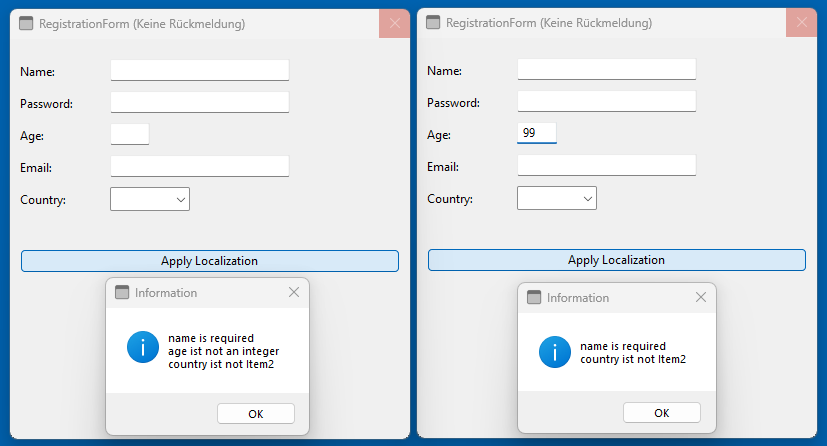 RegistrationForm (Keine Rückmeldung)
Name:
Password:
Age:
Email:
Country:
Apply Localization
Information
name is required
age ist not an integer
country ist not Item2
OK
RegistrationForm (Keine Rückmeldung)
Name:
Password:
Age: 99
Email:
Country:
Apply Localization
Information
name is required
country ist not Item2
OK